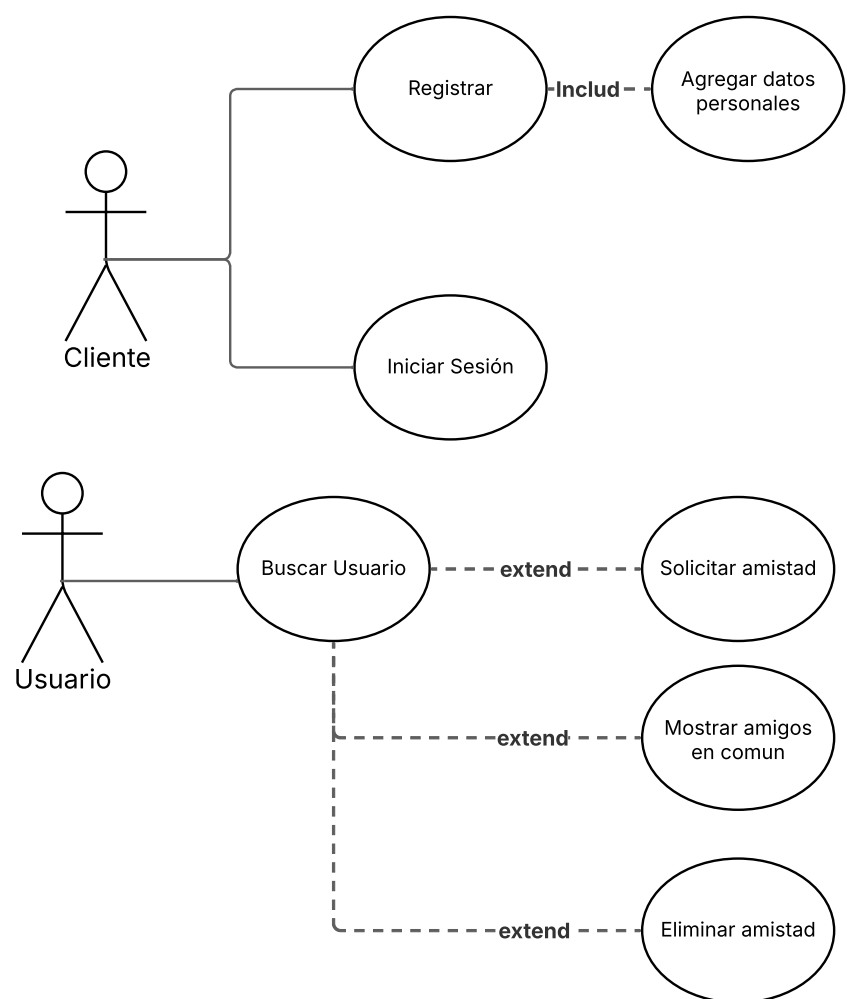 Registrar
Includ
Agregar datos
personales
Cliente
Iniciar Sesión
Usuario
Buscar Usuario
extend
Solicitar amistad
extend
Mostrar amigos
en comun
extend
Eliminar amistad